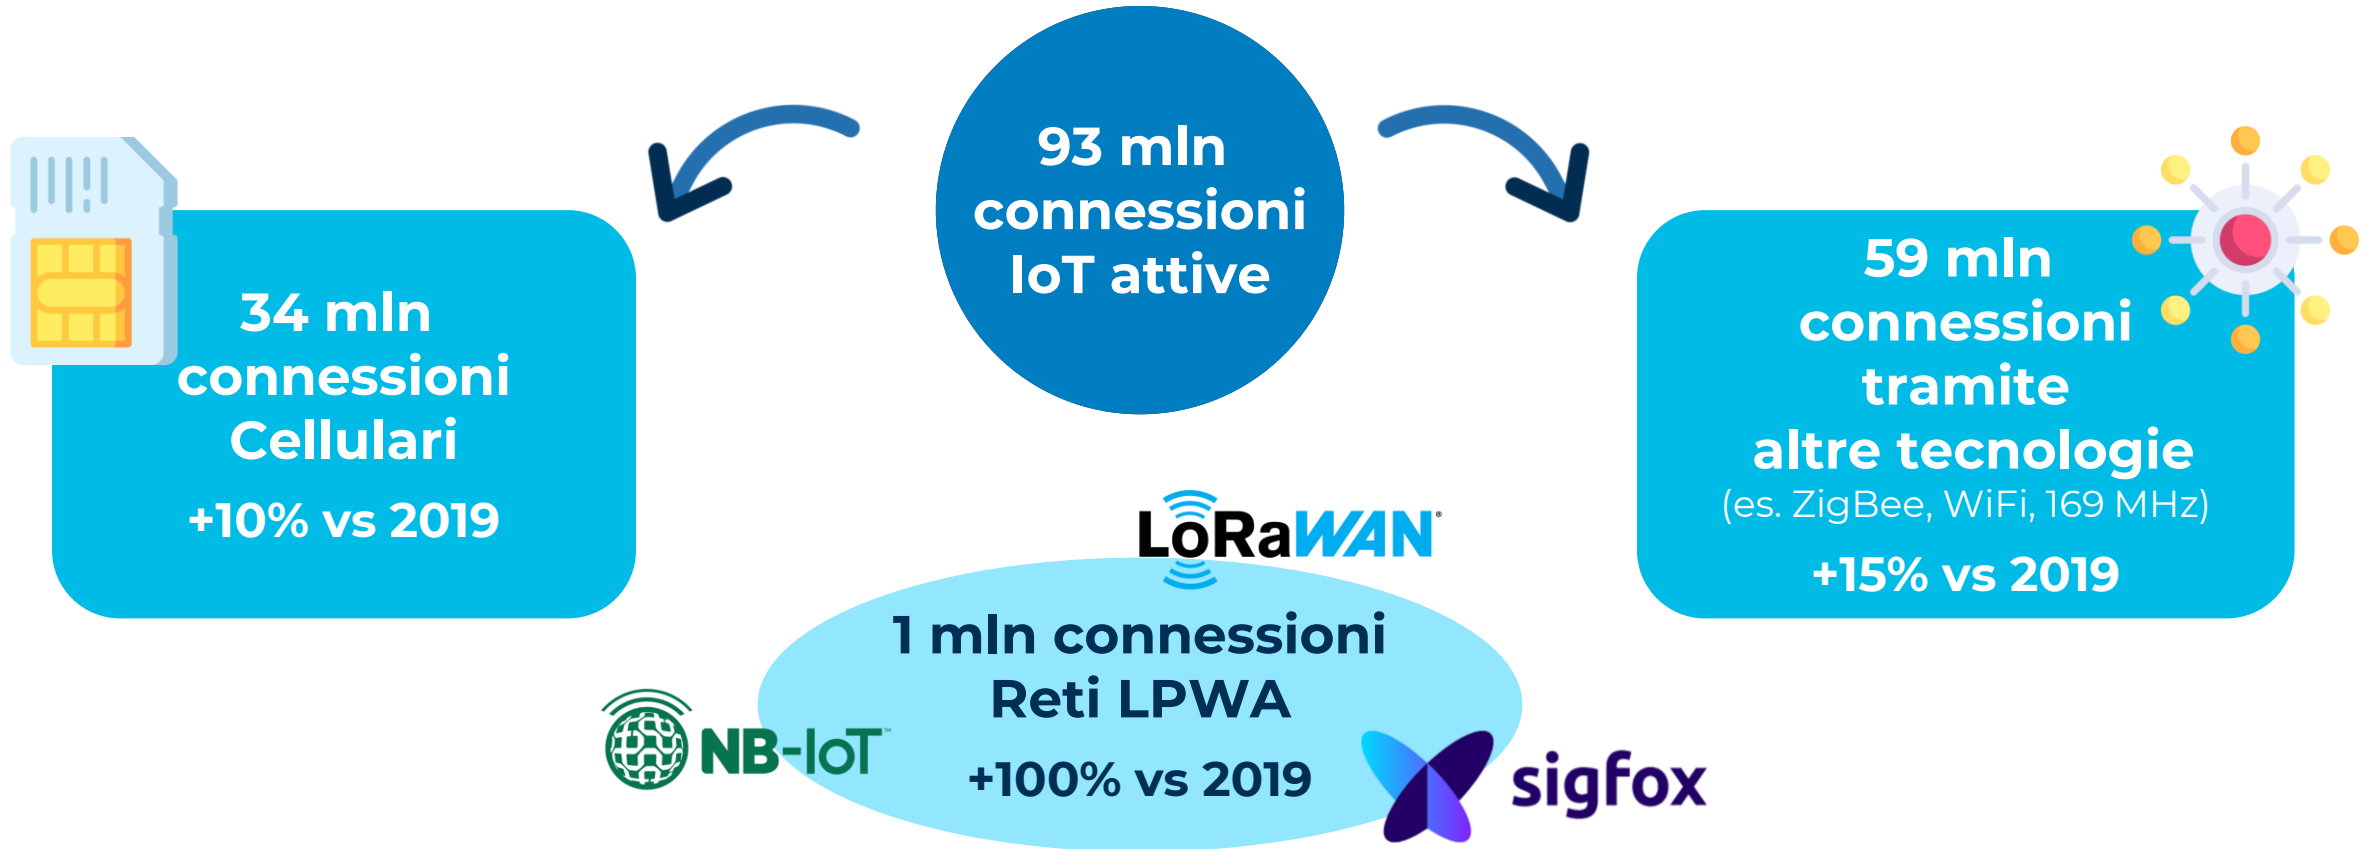 93 mln
connessioni
IoT attive
34 mln
connessioni
Cellulari
+10% vs 2019
59 mln
connessioni
tramite
altre tecnologie
(es. ZigBee, WiFi, 169 MHz)
+15% vs 2019
LoRaWAN®
1 mln connessioni
Reti LPWA
+100% vs 2019
NB-IoT™
sigfox